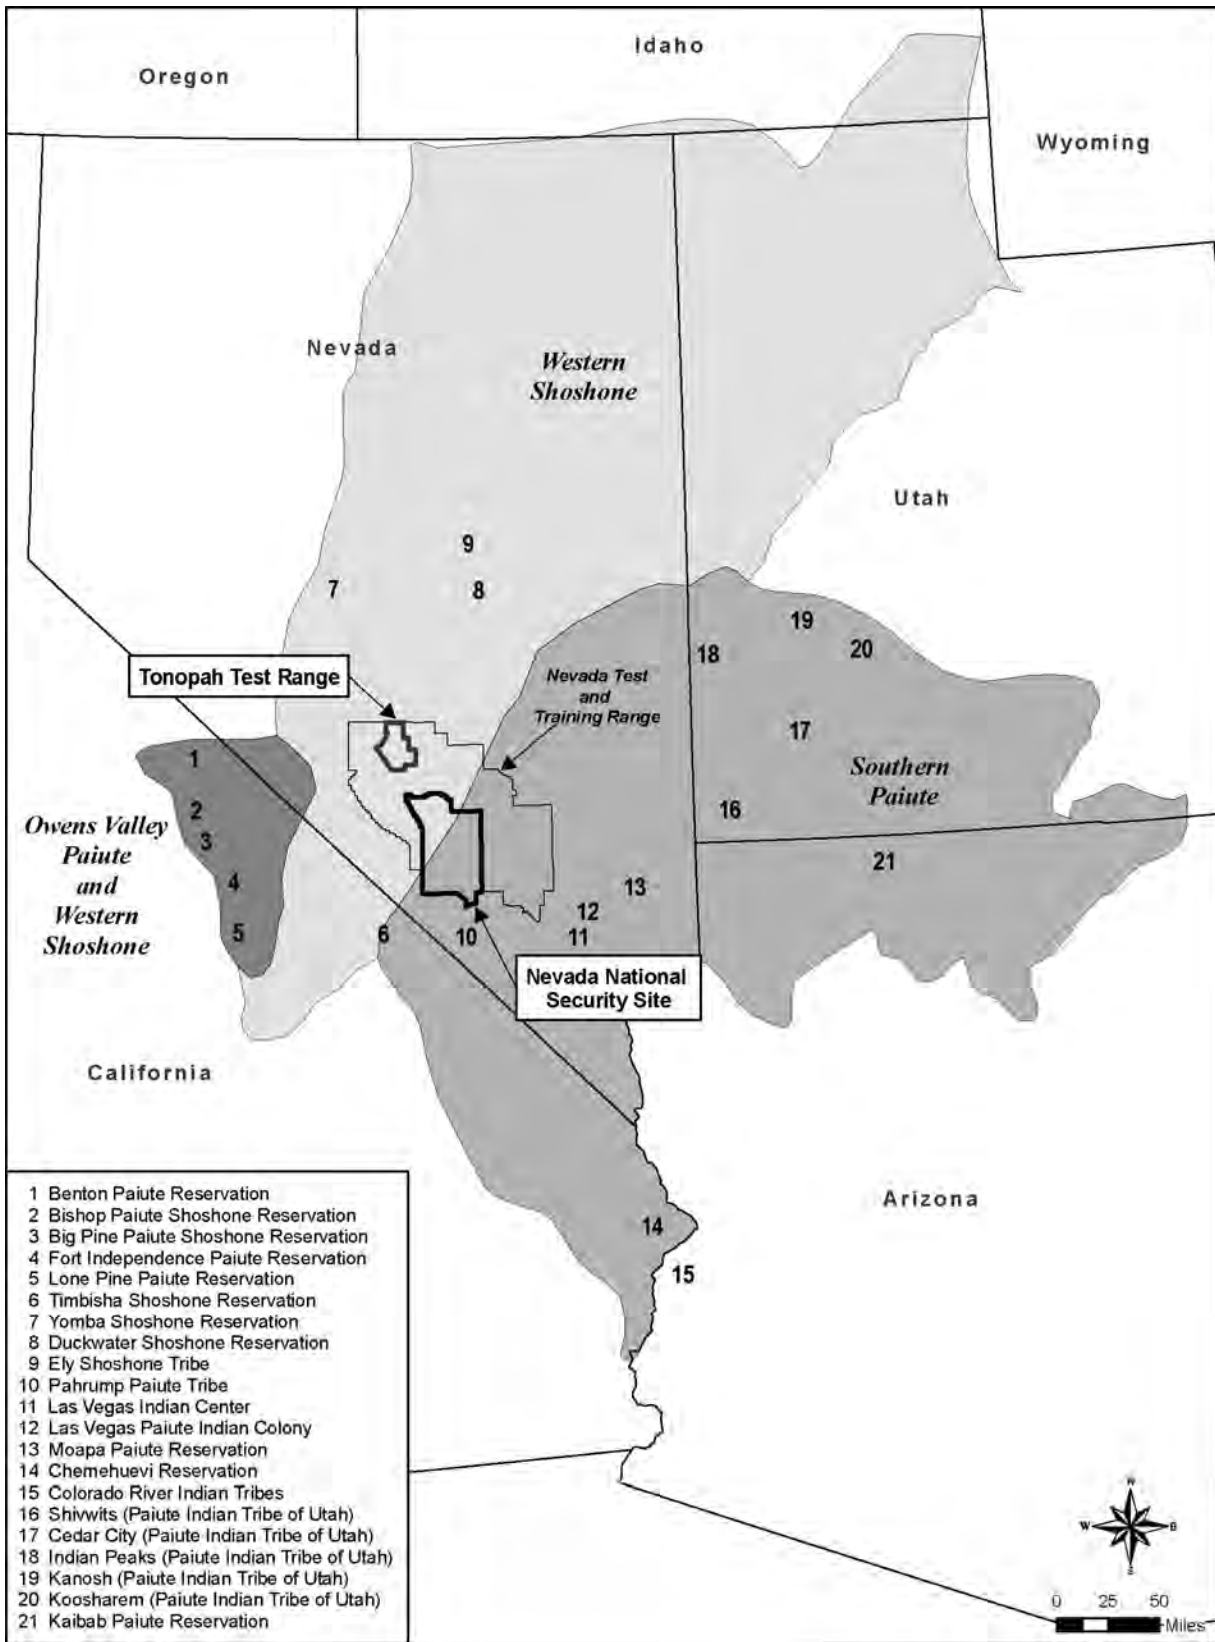 Idaho
Oregon
Wyoming
Nevada
Western
Shoshone
Utah
9
7
8
19
18
20
Tonopah Test Range
Nevada Test
and
Training Range
17
1
Southern
Paiute
2
16
Owens Valley
Paiute
and
Western
Shoshone
3
21
4
13
12
5
6
10
11
Nevada National
Security Site
California
Arizona
14
15
1 Benton Paiute Reservation
2 Bishop Paiute Shoshone Reservation
3 Big Pine Paiute Shoshone Reservation
4 Fort Independence Paiute Reservation
5 Lone Pine Paiute Reservation
6 Timbisha Shoshone Reservation
7 Yomba Shoshone Reservation
8 Duckwater Shoshone Reservation
9 Ely Shoshone Tribe
10 Pahrump Paiute Tribe
11 Las Vegas Indian Center
12 Las Vegas Paiute Indian Colony
13 Moapa Paiute Reservation
14 Chemehuevi Reservation
15 Colorado River Indian Tribes
16 Shivwits (Paiute Indian Tribe of Utah)
17 Cedar City (Paiute Indian Tribe of Utah)
18 Indian Peaks (Paiute Indian Tribe of Utah)
19 Kanosh (Paiute Indian Tribe of Utah)
20 Koosharem (Paiute Indian Tribe of Utah)
21 Kaibab Paiute Reservation
W
0 25 50
Miles